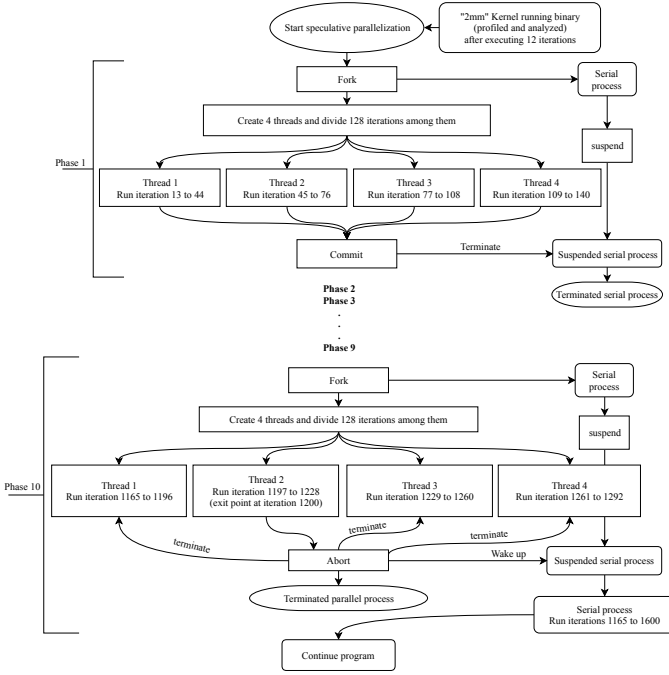 Start speculative parallelization
"2mm" Kernel running binary
(profiled and analyzed)
after executing 12 iterations
Phase 1
Fork
Serial
process
Create 4 threads and divide 128 iterations among them
suspend
Thread 1
Run iteration 13 to 44
Thread 2
Run iteration 45 to 76
Thread 3
Run iteration 77 to 108
Thread 4
Run iteration 109 to 140
Commit
Terminate
Suspended serial process
Terminated serial process
Phase 2
Phase 3
.
.
.
Phase 9
Phase 10
Fork
Serial
process
Create 4 threads and divide 128 iterations among them
suspend
Thread 1
Run iteration 1165 to 1196
Thread 2
Run iteration 1197 to 1228
(exit point at iteration 1200)
Thread 3
Run iteration 1229 to 1260
Thread 4
Run iteration 1261 to 1292
terminate
terminate
terminate
Abort
Wake up
Suspended serial process
Terminated parallel process
Serial process
Run iterations 1165 to 1600
Continue program